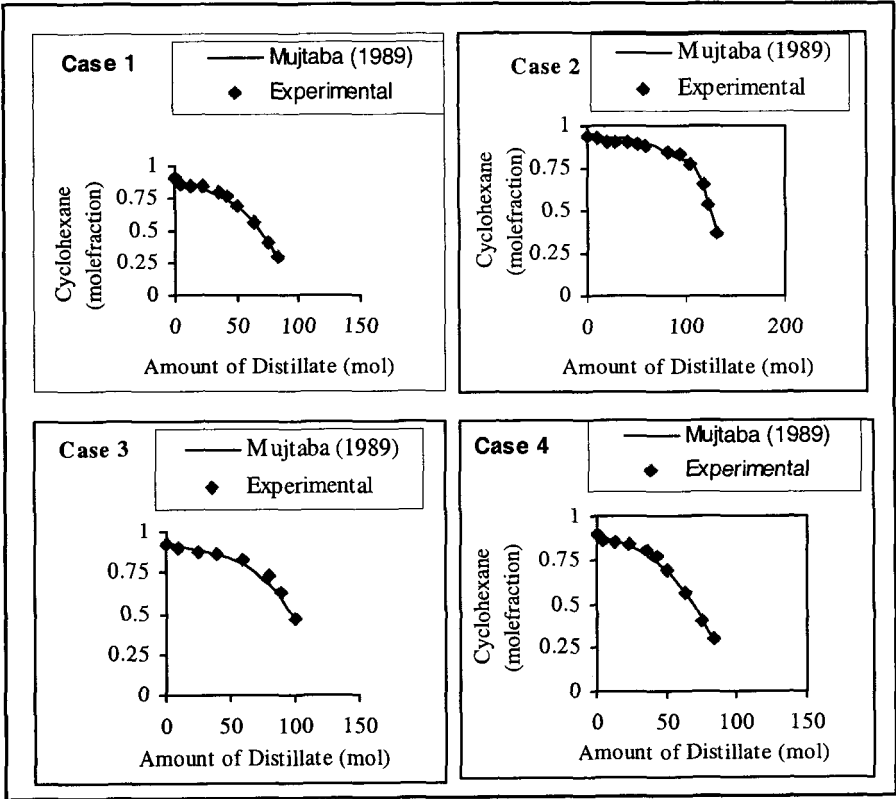 Case 1
Mujtaba (1989)
Experimental
Cyclohexane
(molefraction)
1
0.75
0.5
0.25
0
0 50 100 150
Amount of Distillate (mol)
Case 2
Mujtaba (1989)
Experimental
Cyclohexane
(molefraction)
1
0.75
0.5
0.25
0
0 100 200
Amount of Distillate (mol)
Case 3
Mujtaba (1989)
Experimental
Cyclohexane
(molefraction)
1
0.75
0.5
0.25
0
0 50 100 150
Amount of Distillate (mol)
Case 4
Mujtaba (1989)
Experimental
Cyclohexane
(molefraction)
1
0.75
0.5
0.25
0
0 50 100 150
Amount of Distillate (mol)